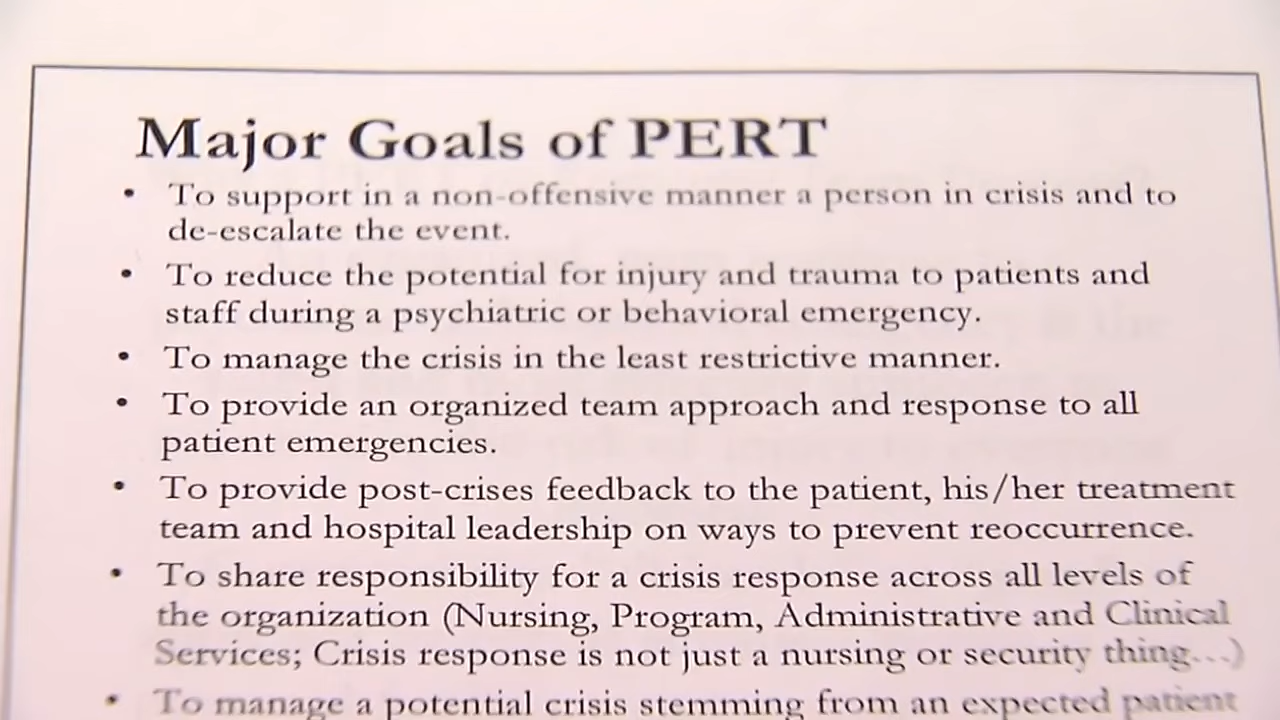 Major Goals of PERT
• To support in a non-offensive manner a person in crisis and to
de-escalate the event.
• To reduce the potential for injury and trauma to patients and
staff during a psychiatric or behavioral emergency.
• To manage the crisis in the least restrictive manner.
• To provide an organized team approach and response to all
patient emergencies.
• To provide post-crises feedback to the patient, his/her treatment
team and hospital leadership on ways to prevent reoccurrence.
• To share responsibility for a crisis response across all levels of
the organization (Nursing, Program, Administrative and Clinical
Services; Crisis response is not just a nursing or security thing...)
• To manage a potential crisis stemming from an expected patient